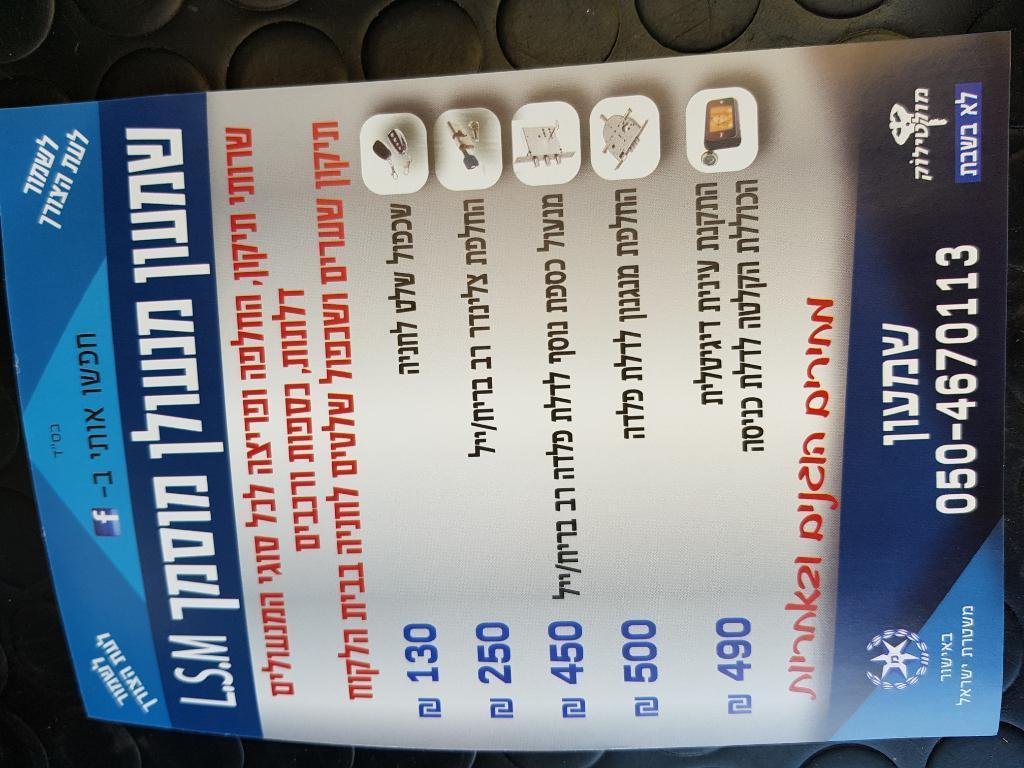 בס"ד
לשמור
לעת הצורך
חפשו אותי ב- f
שמעון מנעולן מוסמך L.S.M
שרותי תיקון, החלפה ופריצה לכל סוגי המנעולים
דלתות, כספות ורכבים
תיקון שערים ושכפול שלטים לחניה בבית הלקוח
שכפול שלט לחניה 130 ₪
החלפת צלינדר רב בריח/ייל 250 ₪
מנעול כספת נוסף לדלת פלדה רב בריח/ייל 450 ₪
החלפת מנגנון לדלת פלדה 500 ₪
התקנת עינית דיגיטלית
הכוללת הקלטה לדלת כניסה 490 ₪
מחירים הוגנים ובאחריות
מולטילוק
לא בשבת
שמעון
050-4670113
באישור
משטרת ישראל